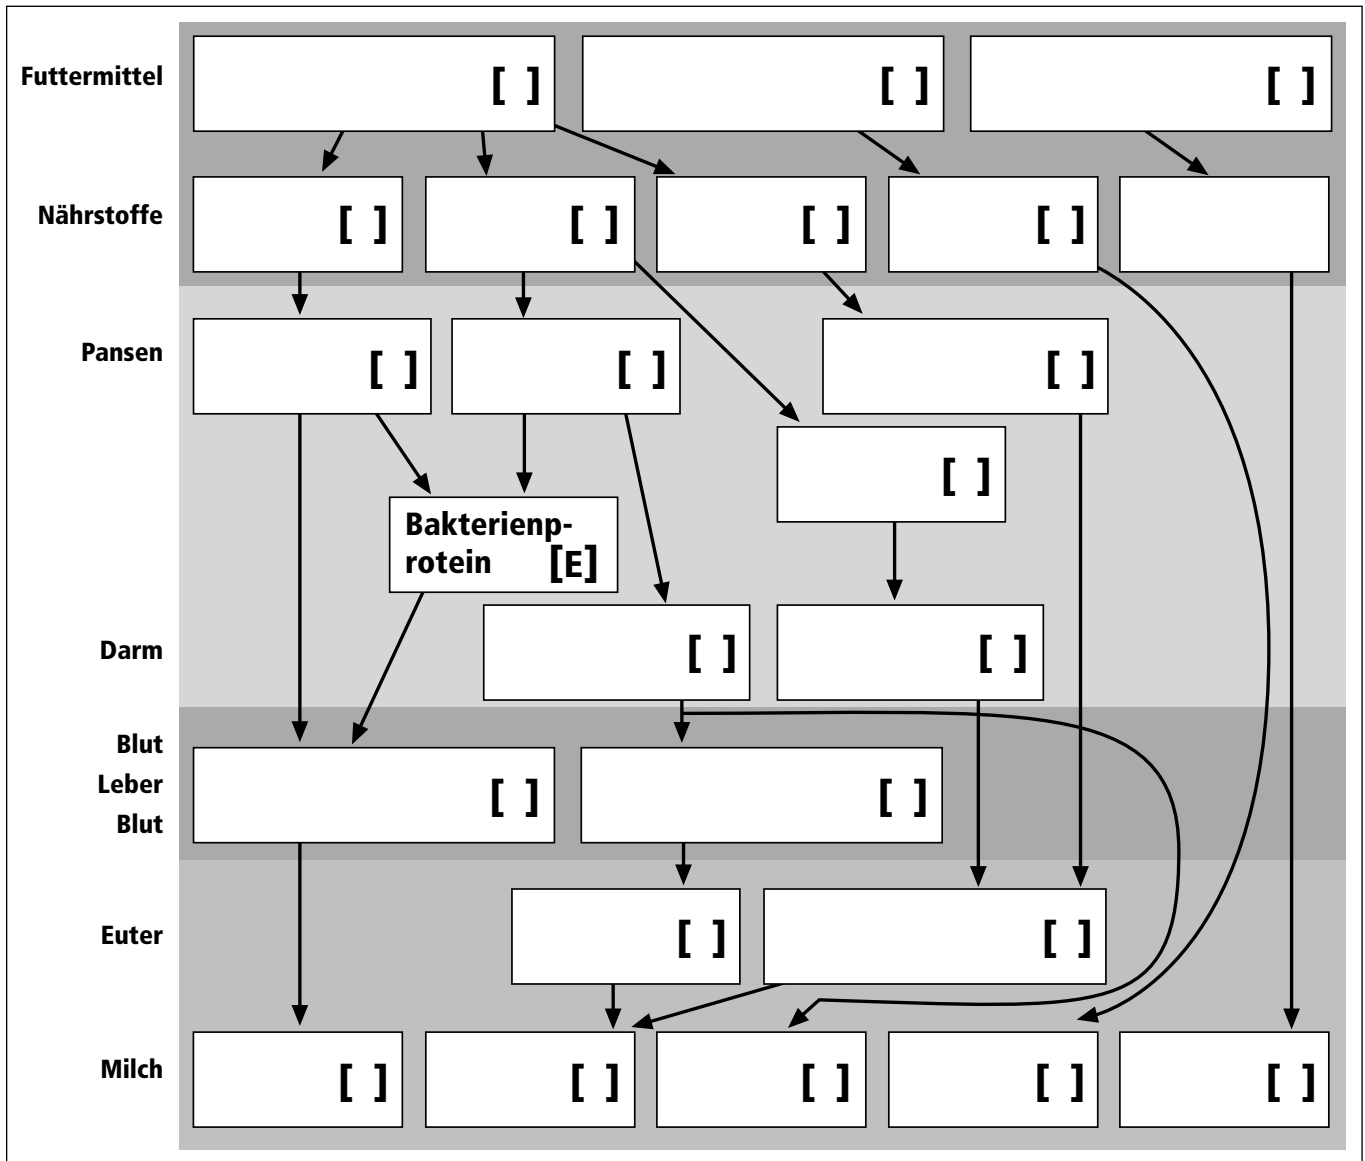 Futtermittel
[ ]
[ ]
[ ]
Nährstoffe
[ ]
[ ]
[ ]
[ ]
Pansen
[ ]
[ ]
[ ]
[ ]
Bakterienp-
rotein [E]
Darm
[ ]
[ ]
Blut
Leber
Blut
[ ]
[ ]
Euter
[ ]
[ ]
Milch
[ ]
[ ]
[ ]
[ ]
[ ]